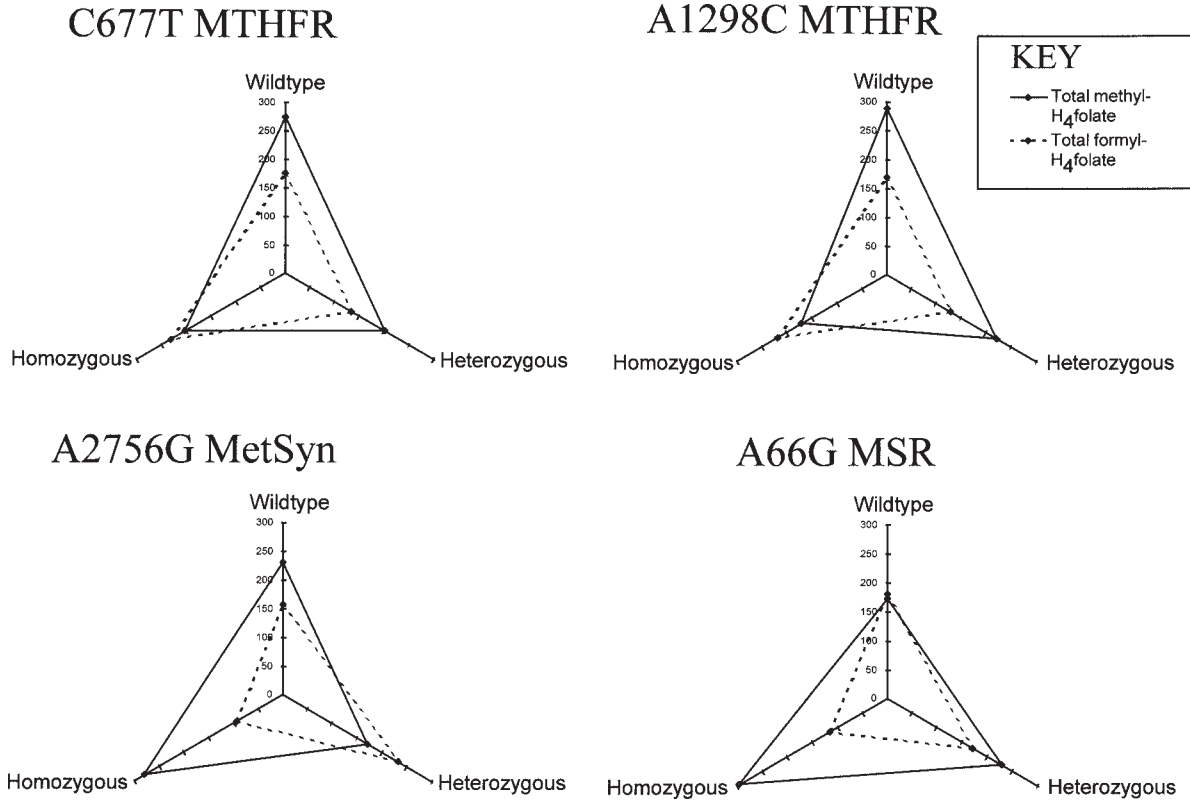 C677T MTHFR
A1298C MTHFR
KEY
Total methyl-
H4folate
Total formyl-
H4folate
Wildtype
300
250
200
150
100
50
0
Homozygous
Heterozygous
Wildtype
300
250
200
150
100
50
0
Homozygous
Heterozygous
A2756G MetSyn
A66G MSR
Wildtype
300
250
200
150
100
50
0
Homozygous
Heterozygous
Wildtype
300
250
200
150
100
50
0
Homozygous
Heterozygous